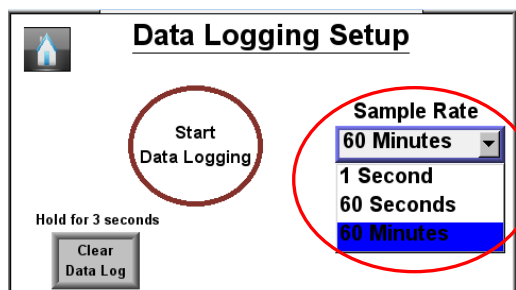 Data Logging Setup
Start
Data Logging
Sample Rate
60 Minutes
1 Second
60 Seconds
60 Minutes
Hold for 3 seconds
Clear
Data Log